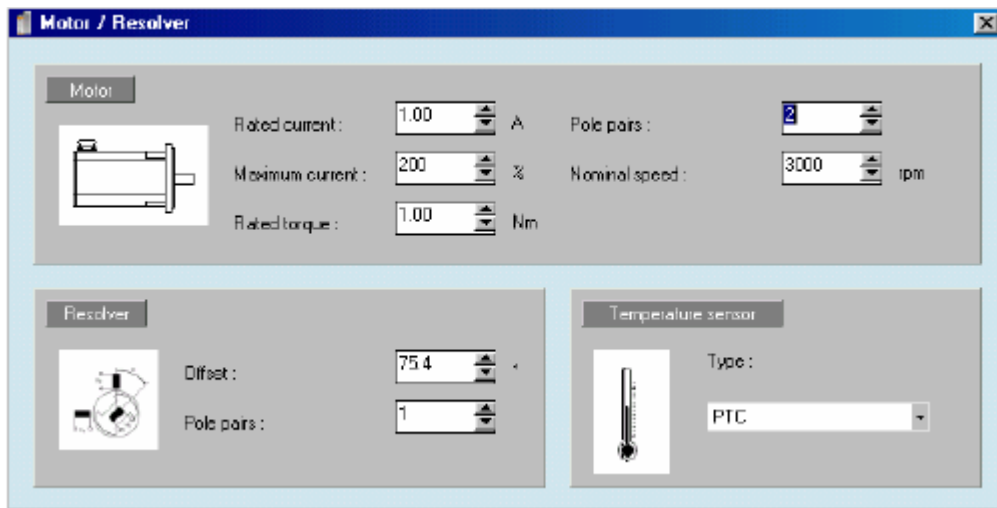 Motor / Resolver
Motor
Rated current : 1.00 A Pole pairs : 2
Maximum current : 200 % Nominal speed : 3000 rpm
Rated torque : 1.00 Nm
Resolver
Offset : 75.4 °
Pole pairs : 1
Temperature sensor
Type :
PTC